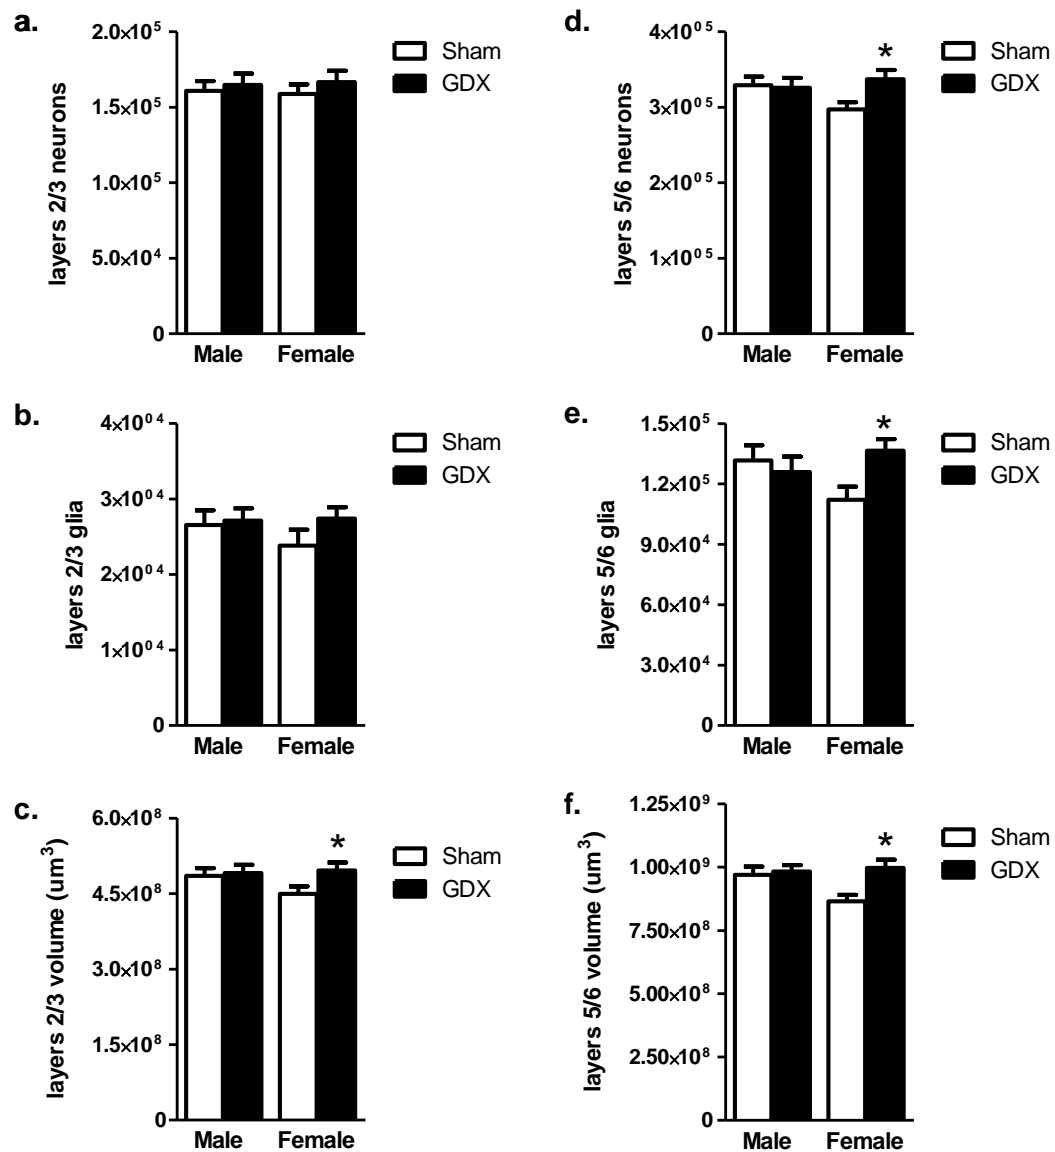 a.
layers 2/3 neurons
2.0×10⁵
1.5×10⁵
1.0×10⁵
5.0×10⁴
0
Male Female
Sham
GDX
d.
layers 5/6 neurons
4×10⁰⁵
3×10⁰⁵
2×10⁰⁵
1×10⁰⁵
0
*
Male Female
Sham
GDX
b.
layers 2/3 glia
4×10⁰⁴
3×10⁰⁴
2×10⁰⁴
1×10⁰⁴
0
Male Female
Sham
GDX
e.
layers 5/6 glia
1.5×10⁵
1.2×10⁵
9.0×10⁴
6.0×10⁴
3.0×10⁴
0
*
Male Female
Sham
GDX
c.
layers 2/3 volume (um³)
6.0×10⁸
4.5×10⁸
3.0×10⁸
1.5×10⁸
0
*
Male Female
Sham
GDX
f.
layers 5/6 volume (um³)
1.25×10⁹
1.00×10⁹
7.50×10⁸
5.00×10⁸
2.50×10⁸
0
*
Male Female
Sham
GDX